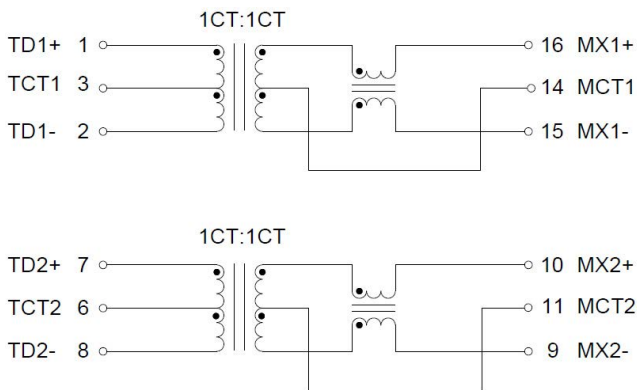 1CT:1CT
TD1+ 1 16 MX1+
TCT1 3 14 MCT1
TD1- 2 15 MX1-
1CT:1CT
TD2+ 7 10 MX2+
TCT2 6 11 MCT2
TD2- 8 9 MX2-